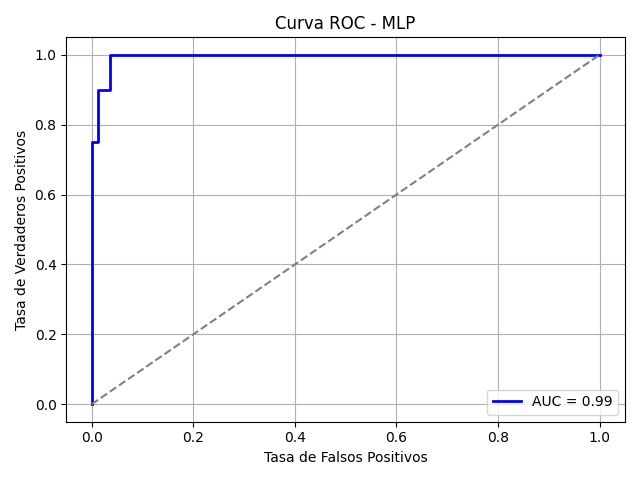 Curva ROC - MLP
Tasa de Verdaderos Positivos
1.0
0.8
0.6
0.4
0.2
0.0
0.0 0.2 0.4 0.6 0.8 1.0
Tasa de Falsos Positivos
AUC = 0.99